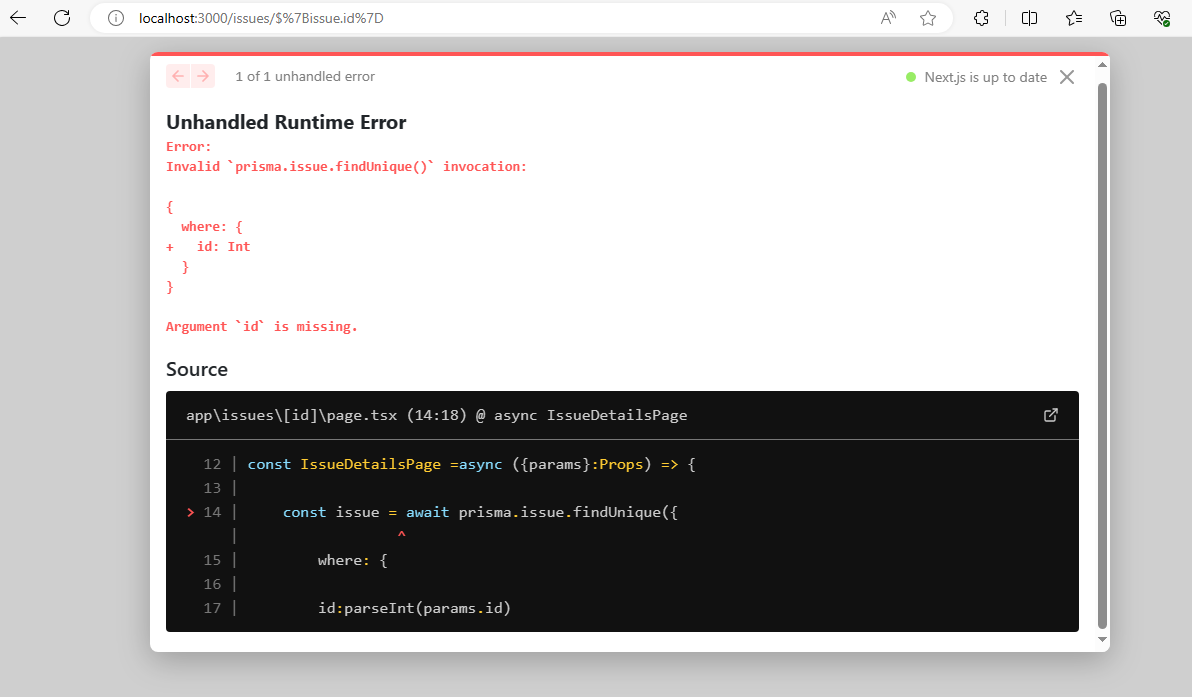 localhost:3000/issues/$%7Bissue.id%7D
1 of 1 unhandled error
Next.js is up to date
Unhandled Runtime Error
Error:
Invalid `prisma.issue.findUnique()` invocation:
{
  where: {
+   id: Int
  }
}
Argument `id` is missing.
Source
app\issues\[id]\page.tsx (14:18) @ async IssueDetailsPage
12 | const IssueDetailsPage =async ({params}:Props) => {
13 |
> 14 |     const issue = await prisma.issue.findUnique({
|                   ^
15 |         where: {
16 |
17 |         id:parseInt(params.id)